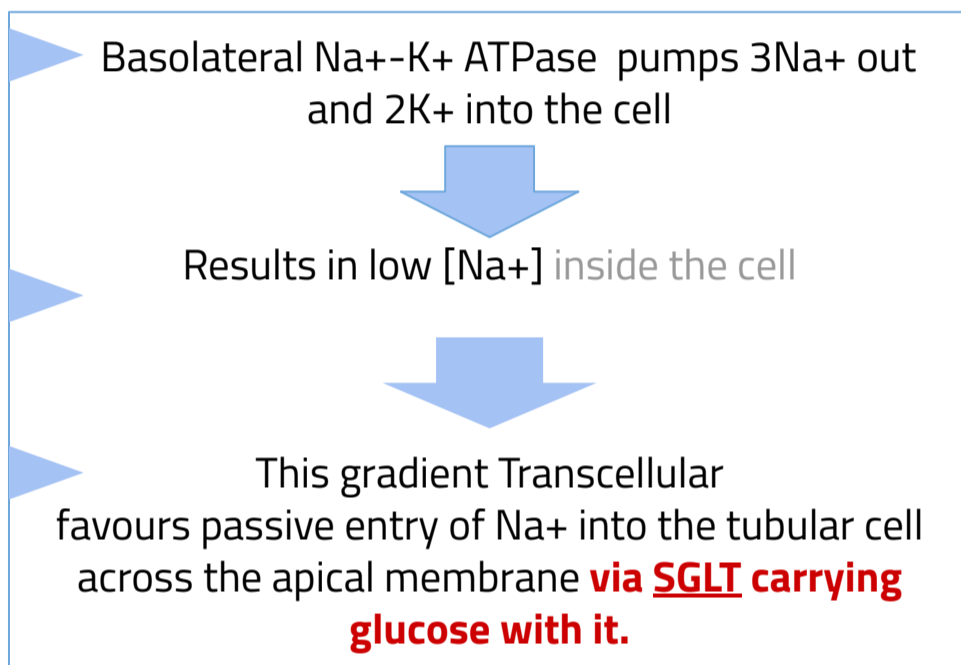 Basolateral Na+-K+ ATPase pumps 3Na+ out
and 2K+ into the cell
Results in low [Na+] inside the cell
This gradient Transcellular
favours passive entry of Na+ into the tubular cell
across the apical membrane via SGLT carrying
glucose with it.